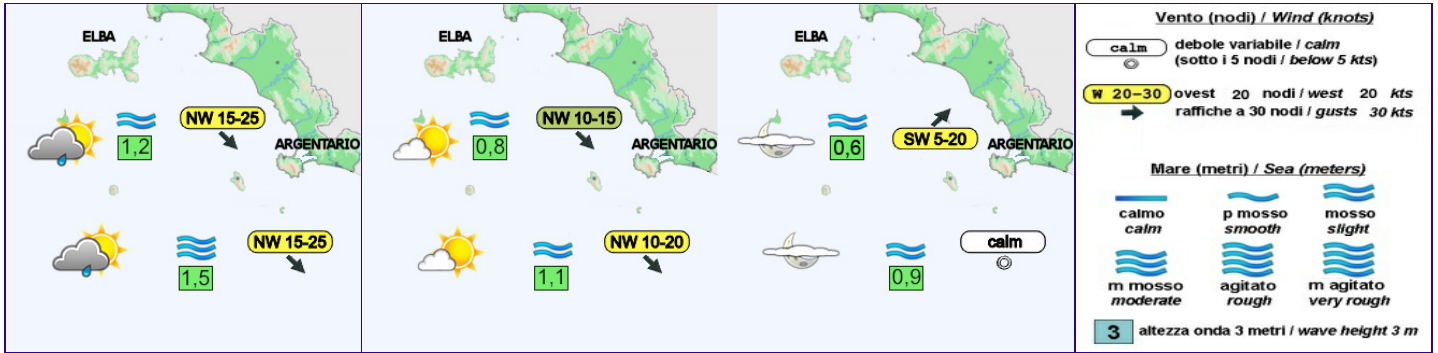 ELBA
1,2
NW 15-25
ARGENTARIO
1,5
NW 15-25
ELBA
0,8
NW 10-15
ARGENTARIO
1,1
NW 10-20
ELBA
0,6
SW 5-20
ARGENTARIO
0,9
calm
Vento (nodi) / Wind (knots)
calm
debole variabile / calm
(sotto i 5 nodi / below 5 kts)
W 20-30
ovest 20 nodi / west 20 kts
raffiche a 30 nodi / gusts 30 kts
Mare (metri) / Sea (meters)
calmo
calm
p mosso
smooth
mosso
slight
m mosso
moderate
agitato
rough
m agitato
very rough
3
altezza onda 3 metri / wave height 3 m